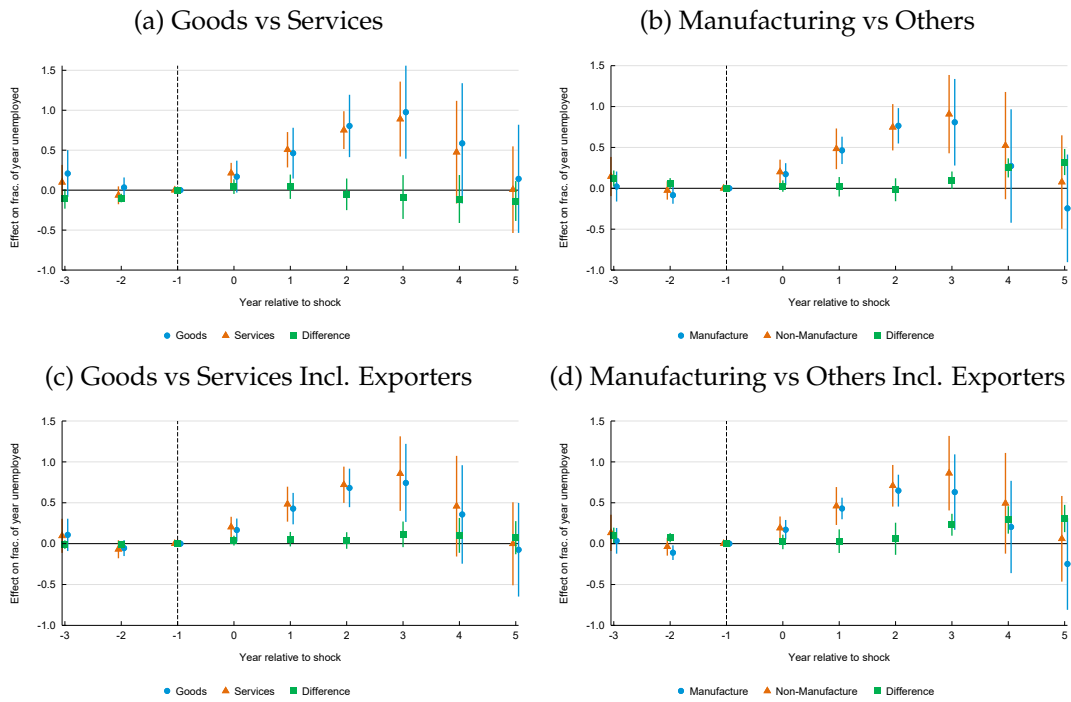 (a) Goods vs Services
(b) Manufacturing vs Others
Effect on frac. of year unemployed
1.5
1.0
0.5
0.0
-0.5
-1.0
-3 -2 -1 0 1 2 3 4 5
Year relative to shock
Goods Services Difference
Effect on frac. of year unemployed
1.5
1.0
0.5
0.0
-0.5
-1.0
-3 -2 -1 0 1 2 3 4 5
Year relative to shock
Manufacture Non-Manufacture Difference
(c) Goods vs Services Incl. Exporters
(d) Manufacturing vs Others Incl. Exporters
Effect on frac. of year unemployed
1.5
1.0
0.5
0.0
-0.5
-1.0
-3 -2 -1 0 1 2 3 4 5
Year relative to shock
Goods Services Difference
Effect on frac. of year unemployed
1.5
1.0
0.5
0.0
-0.5
-1.0
-3 -2 -1 0 1 2 3 4 5
Year relative to shock
Manufacture Non-Manufacture Difference